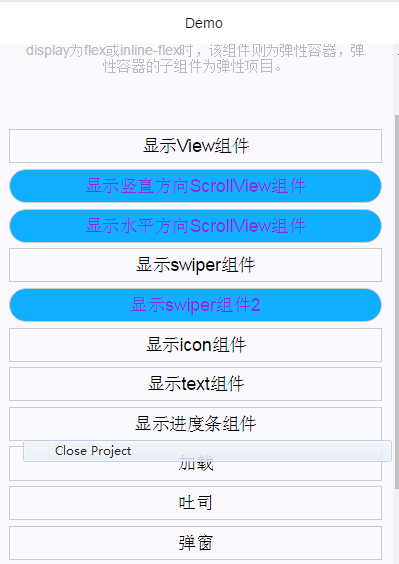 Demo
display为flex或inline-flex时，该组件则为弹性容器，弹
性容器的子组件为弹性项目。
显示View组件
显示竖直方向ScrollView组件
显示水平方向ScrollView组件
显示swiper组件
显示swiper组件2
显示icon组件
显示text组件
显示进度条组件
Close Project
加载
吐司
弹窗